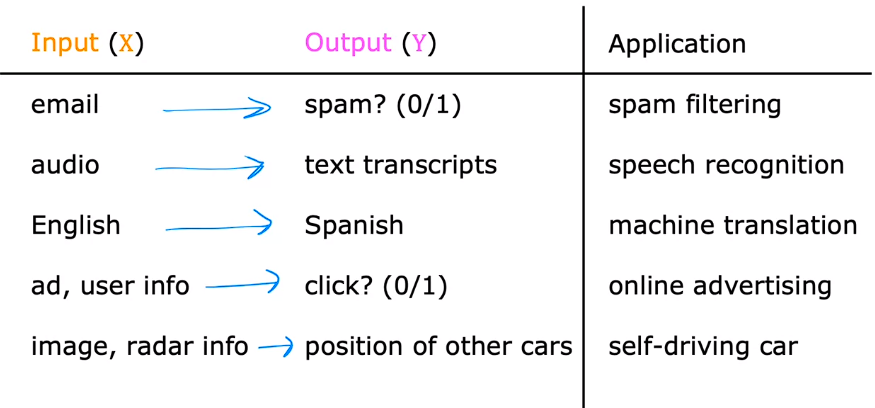 Input (X) Output (Y) Application
email spam? (0/1) spam filtering
audio text transcripts speech recognition
English Spanish machine translation
ad, user info click? (0/1) online advertising
image, radar info position of other cars self-driving car